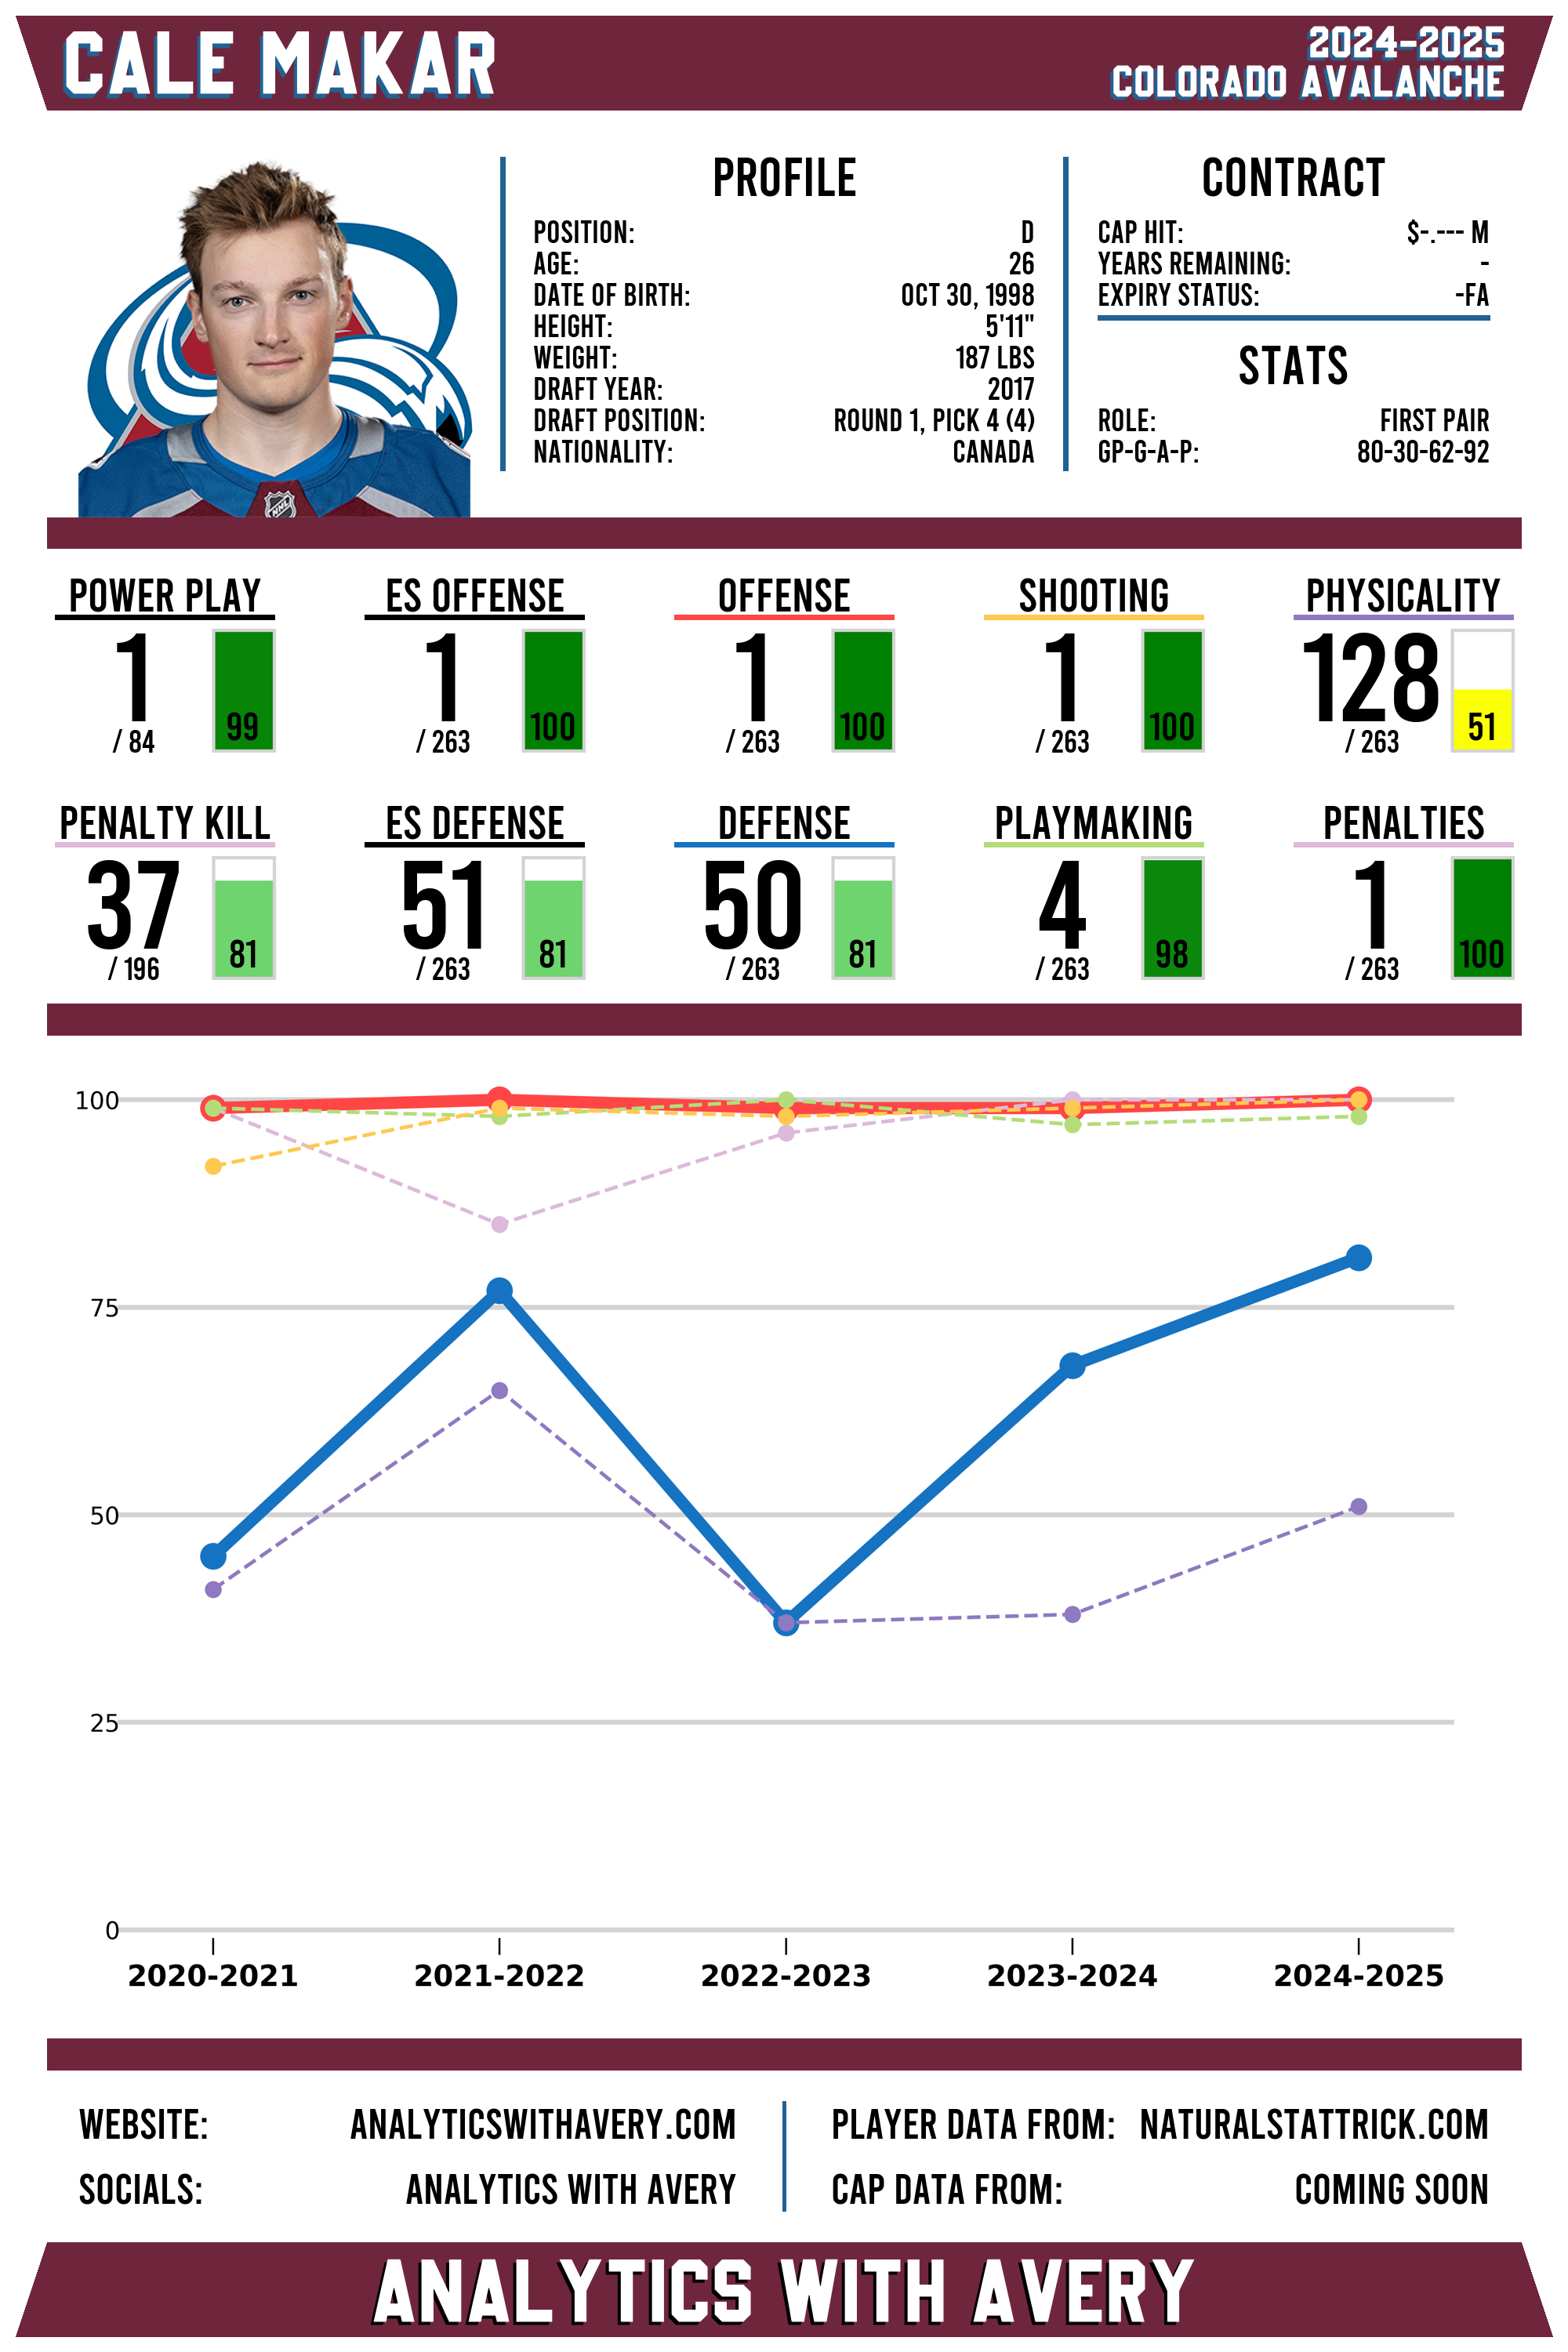 CALE MAKAR
2024-2025
COLORADO AVALANCHE
PROFILE
POSITION: D
AGE: 26
DATE OF BIRTH: OCT 30, 1998
HEIGHT: 5'11"
WEIGHT: 187 LBS
DRAFT YEAR: 2017
DRAFT POSITION: ROUND 1, PICK 4 (4)
NATIONALITY: CANADA
CONTRACT
CAP HIT: $-.--- M
YEARS REMAINING: -
EXPIRY STATUS: -FA
STATS
ROLE: FIRST PAIR
GP-G-A-P: 80-30-62-92
NHL
POWER PLAY
1
/ 84
99
ES OFFENSE
1
/ 263
100
OFFENSE
1
/ 263
100
SHOOTING
1
/ 263
100
PHYSICALITY
128
/ 263
51
PENALTY KILL
37
/ 196
81
ES DEFENSE
51
/ 263
81
DEFENSE
50
/ 263
81
PLAYMAKING
4
/ 263
98
PENALTIES
1
/ 263
100
100
75
50
25
0
2020-2021 2021-2022 2022-2023 2023-2024 2024-2025
WEBSITE: ANALYTICSWITHAVERY.COM
SOCIALS: ANALYTICS WITH AVERY
PLAYER DATA FROM: NATURALSTATTRICK.COM
CAP DATA FROM: COMING SOON
ANALYTICS WITH AVERY